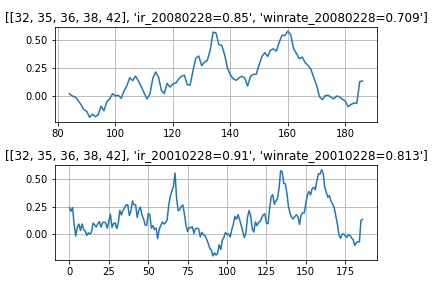 [[32, 35, 36, 38, 42], 'ir_20080228=0.85', 'winrate_20080228=0.709']
0.50
0.25
0.00
80 100 120 140 160 180
[[32, 35, 36, 38, 42], 'ir_20010228=0.91', 'winrate_20010228=0.813']
0.50
0.25
0.00
0 25 50 75 100 125 150 175